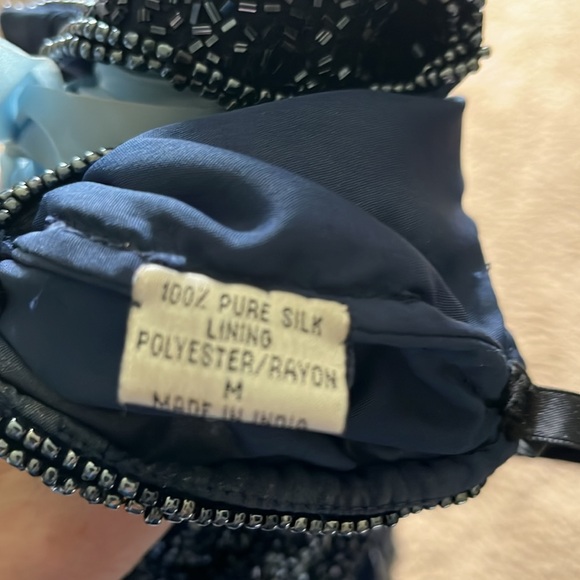 100% PURE SILK
LINING
POLYESTER/RAYON
M
MADE IN INDIA